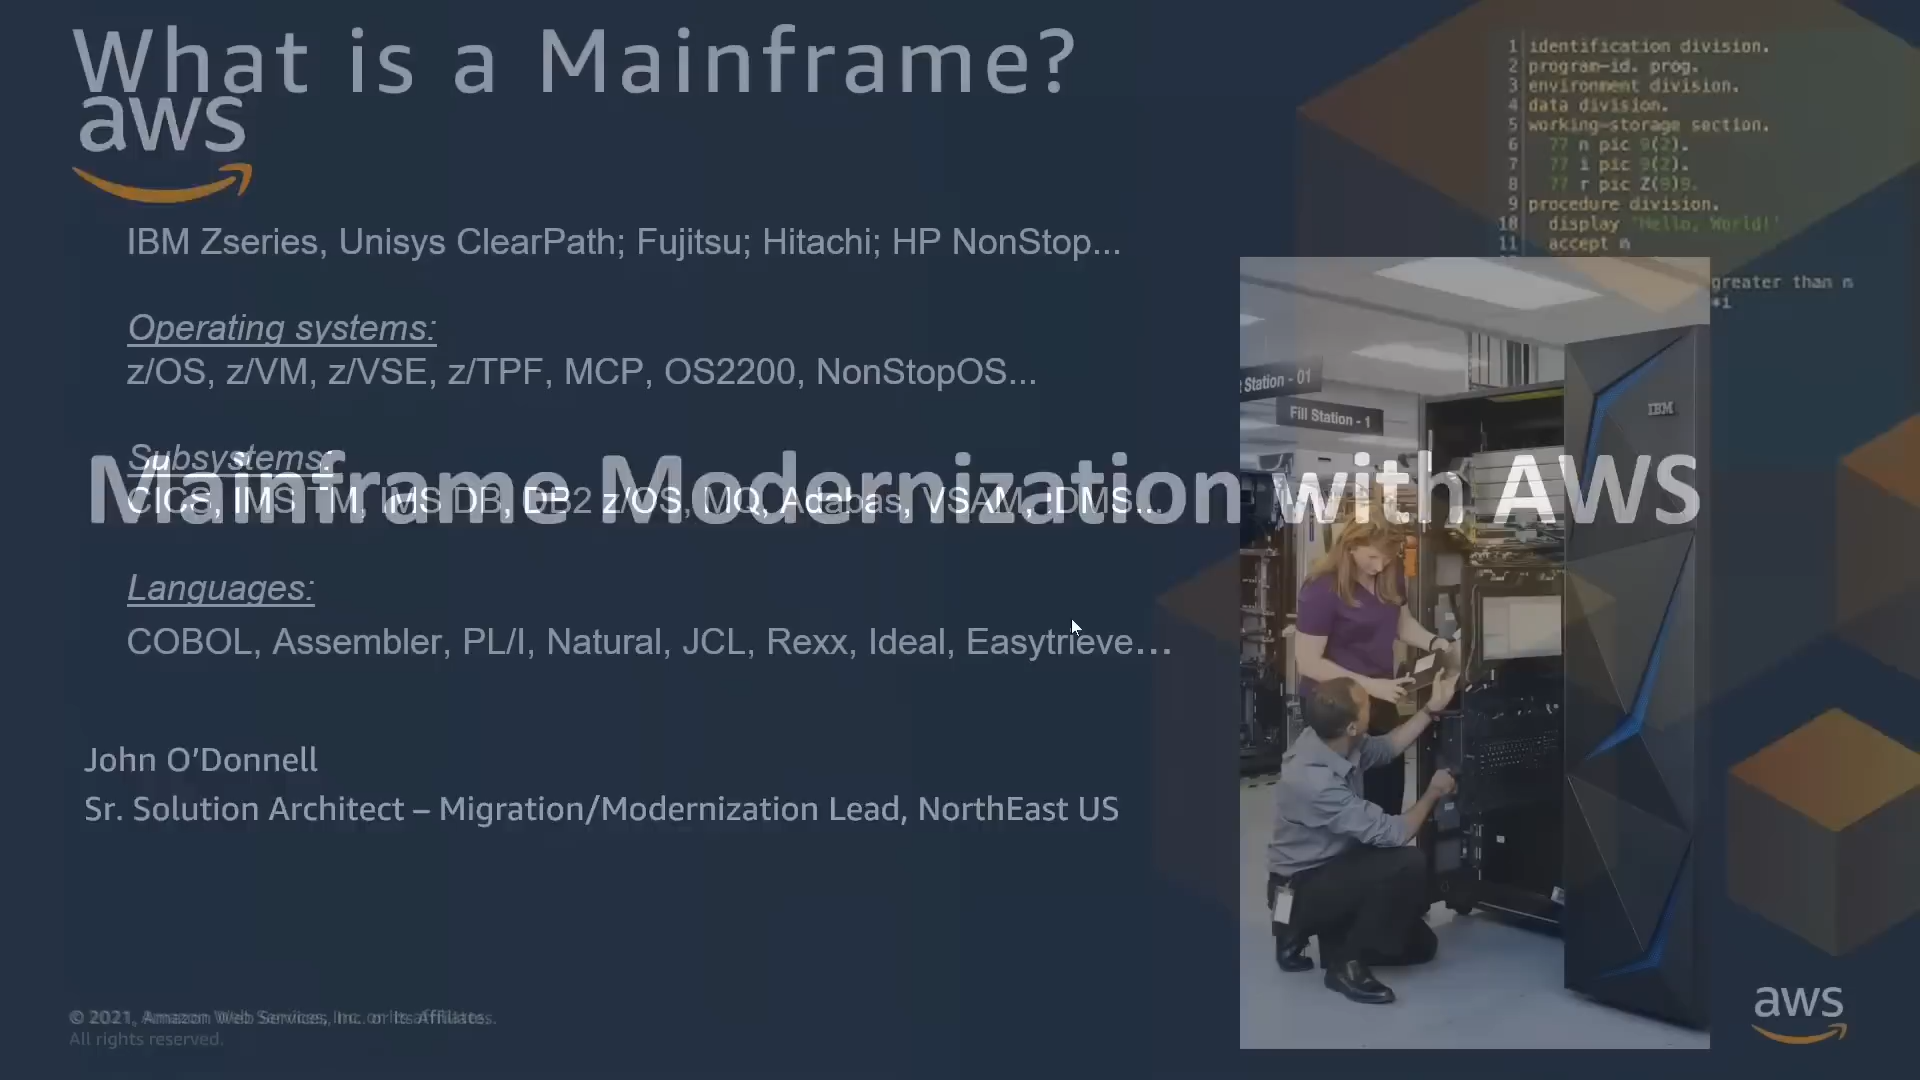 What is a Mainframe?
aws
IBM Zseries, Unisys ClearPath; Fujitsu; Hitachi; HP NonStop...
Operating systems:
z/OS, z/VM, z/VSE, z/TPF, MCP, OS2200, NonStopOS...
Subsystems:
CICS, IMS TM, IMS DB, DB2 z/OS, MQ, Adabas, VSAM, IDMS...
Mainframe Modernization with AWS
Languages:
COBOL, Assembler, PL/I, Natural, JCL, Rexx, Ideal, Easytrieve...
John O’Donnell
Sr. Solution Architect – Migration/Modernization Lead, NorthEast US
© 2021, Amazon Web Services, Inc. or Its Affiliates.
All rights reserved.
1 identification division.
2 program-id. prog.
3 environment division.
4 data division.
5 working-storage section.
6 77 n pic 9(2).
7 77 i pic 9(2).
8 77 r pic Z(9)9.
9 procedure division.
10 display "Hello, World!"
11 accept n
greater than n
*i
t Station - 01
Fill Station - 1
IBM
aws